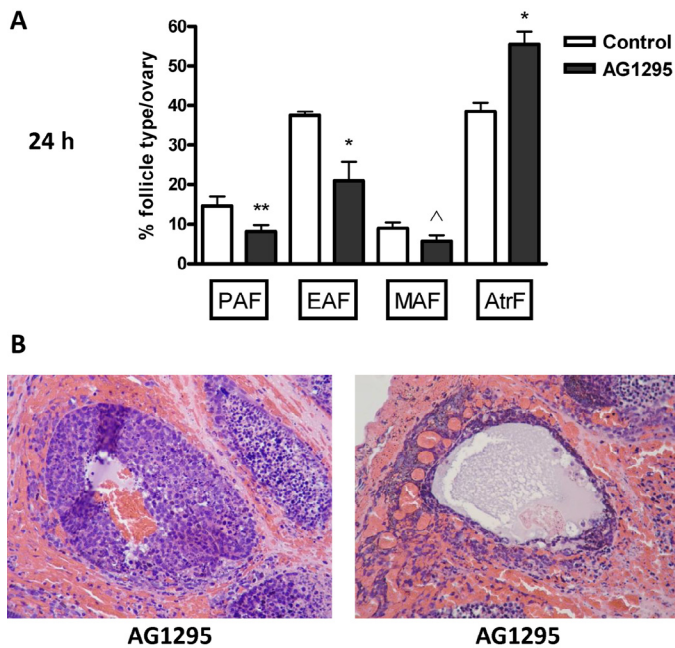 A
24 h
% follicle type/ovary
60
50
40
30
20
10
0
**
*
^
*
Control
AG1295
PAF
EAF
MAF
AtrF
B
AG1295
AG1295